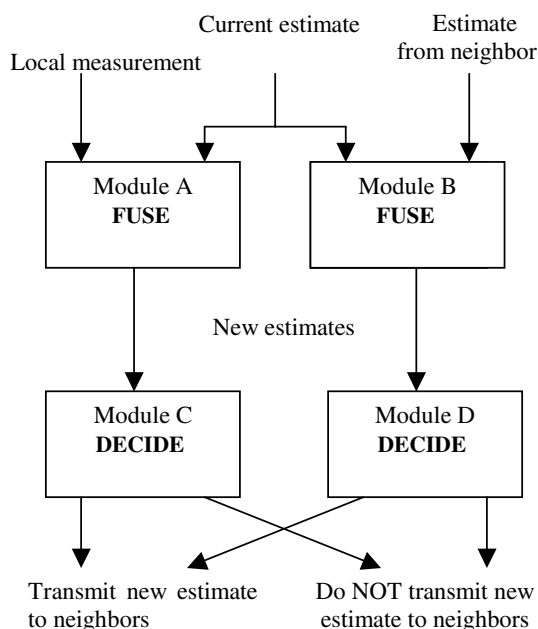 Current estimate
Estimate
from neighbor
Local measurement
Module A
FUSE
Module B
FUSE
New estimates
Module C
DECIDE
Module D
DECIDE
Transmit new estimate
to neighbors
Do NOT transmit new
estimate to neighbors